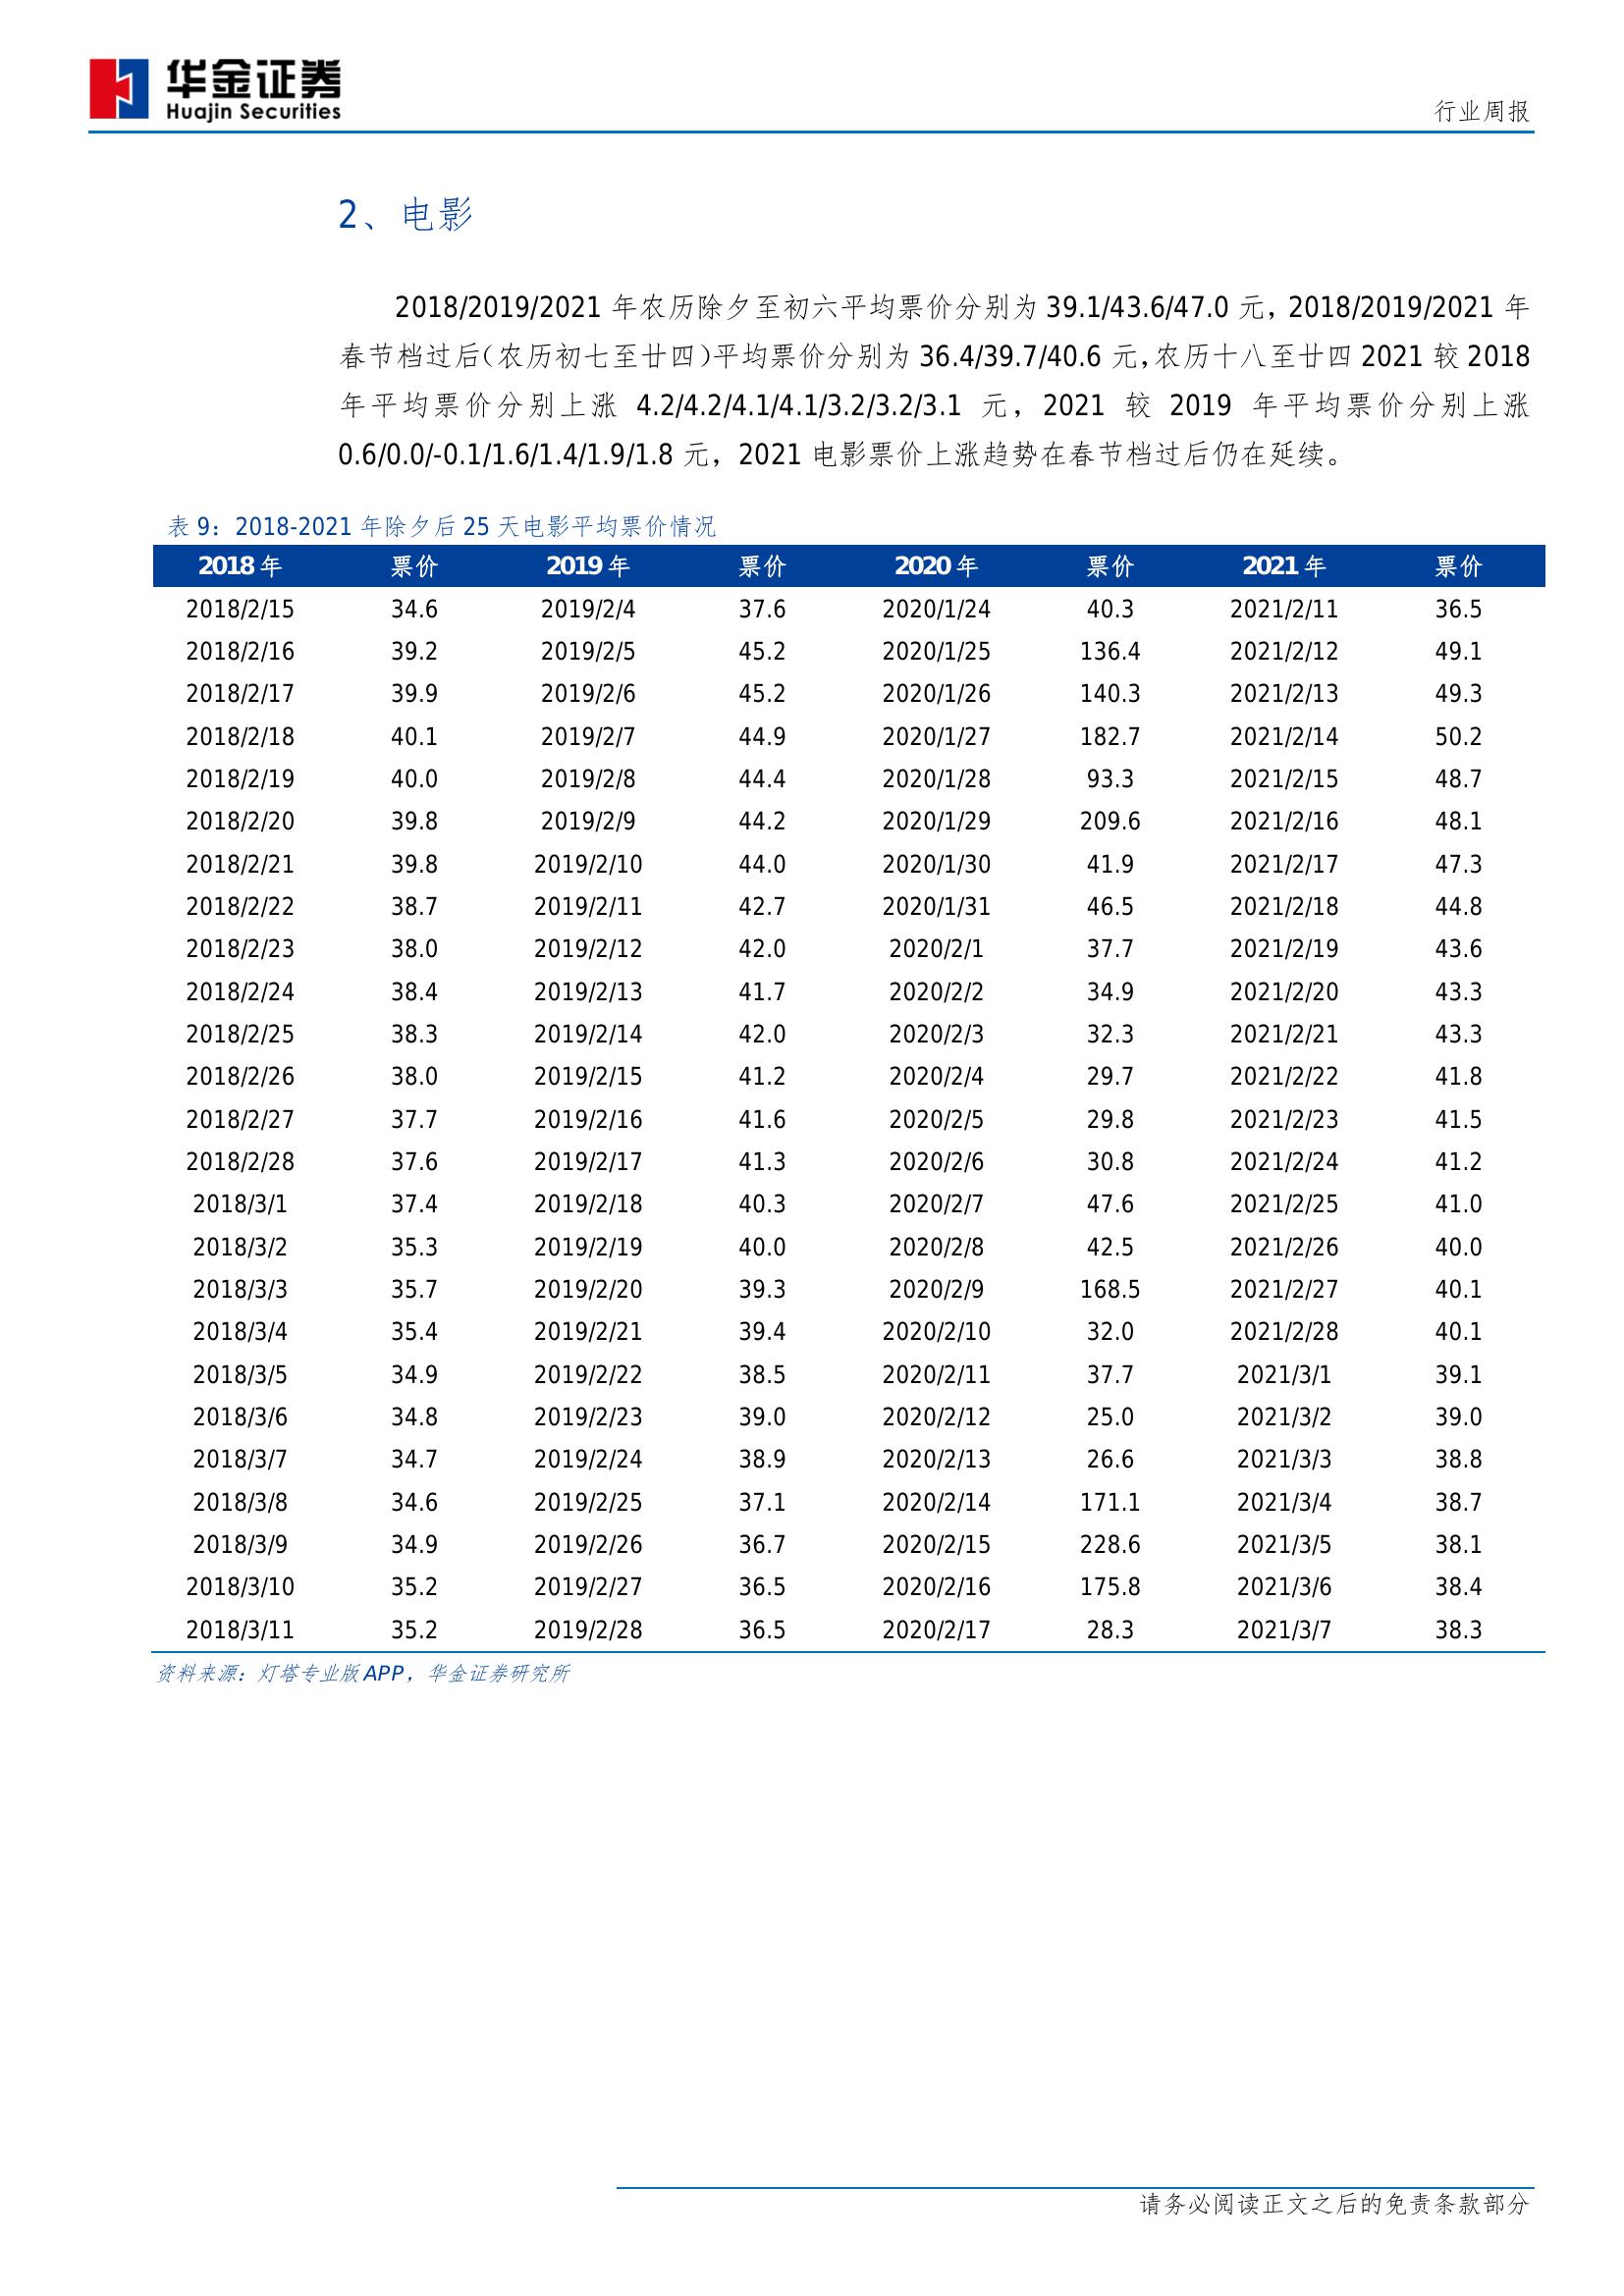 华金证券
Huajin Securities
行业周报
2、电影
2018/2019/2021 年农历除夕至初六平均票价分别为 39.1/43.6/47.0 元，2018/2019/2021 年
春节档过后（农历初七至廿四）平均票价分别为 36.4/39.7/40.6 元，农历十八至廿四 2021 较 2018
年平均票价分别上涨 4.2/4.2/4.1/4.1/3.2/3.2/3.1 元，2021 较 2019 年平均票价分别上涨
0.6/0.0/-0.1/1.6/1.4/1.9/1.8 元，2021 电影票价上涨趋势在春节档过后仍在延续。
表 9：2018-2021 年除夕后 25 天电影平均票价情况
2018 年 票价 2019 年 票价 2020 年 票价 2021 年 票价
2018/2/15 34.6 2019/2/4 37.6 2020/1/24 40.3 2021/2/11 36.5
2018/2/16 39.2 2019/2/5 45.2 2020/1/25 136.4 2021/2/12 49.1
2018/2/17 39.9 2019/2/6 45.2 2020/1/26 140.3 2021/2/13 49.3
2018/2/18 40.1 2019/2/7 44.9 2020/1/27 182.7 2021/2/14 50.2
2018/2/19 40.0 2019/2/8 44.4 2020/1/28 93.3 2021/2/15 48.7
2018/2/20 39.8 2019/2/9 44.2 2020/1/29 209.6 2021/2/16 48.1
2018/2/21 39.8 2019/2/10 44.0 2020/1/30 41.9 2021/2/17 47.3
2018/2/22 38.7 2019/2/11 42.7 2020/1/31 46.5 2021/2/18 44.8
2018/2/23 38.0 2019/2/12 42.0 2020/2/1 37.7 2021/2/19 43.6
2018/2/24 38.4 2019/2/13 41.7 2020/2/2 34.9 2021/2/20 43.3
2018/2/25 38.3 2019/2/14 42.0 2020/2/3 32.3 2021/2/21 43.3
2018/2/26 38.0 2019/2/15 41.2 2020/2/4 29.7 2021/2/22 41.8
2018/2/27 37.7 2019/2/16 41.6 2020/2/5 29.8 2021/2/23 41.5
2018/2/28 37.6 2019/2/17 41.3 2020/2/6 30.8 2021/2/24 41.2
2018/3/1 37.4 2019/2/18 40.3 2020/2/7 47.6 2021/2/25 41.0
2018/3/2 35.3 2019/2/19 40.0 2020/2/8 42.5 2021/2/26 40.0
2018/3/3 35.7 2019/2/20 39.3 2020/2/9 168.5 2021/2/27 40.1
2018/3/4 35.4 2019/2/21 39.4 2020/2/10 32.0 2021/2/28 40.1
2018/3/5 34.9 2019/2/22 38.5 2020/2/11 37.7 2021/3/1 39.1
2018/3/6 34.8 2019/2/23 39.0 2020/2/12 25.0 2021/3/2 39.0
2018/3/7 34.7 2019/2/24 38.9 2020/2/13 26.6 2021/3/3 38.8
2018/3/8 34.6 2019/2/25 37.1 2020/2/14 171.1 2021/3/4 38.7
2018/3/9 34.9 2019/2/26 36.7 2020/2/15 228.6 2021/3/5 38.1
2018/3/10 35.2 2019/2/27 36.5 2020/2/16 175.8 2021/3/6 38.4
2018/3/11 35.2 2019/2/28 36.5 2020/2/17 28.3 2021/3/7 38.3
资料来源：灯塔专业版 APP，华金证券研究所
请务必阅读正文之后的免责条款部分